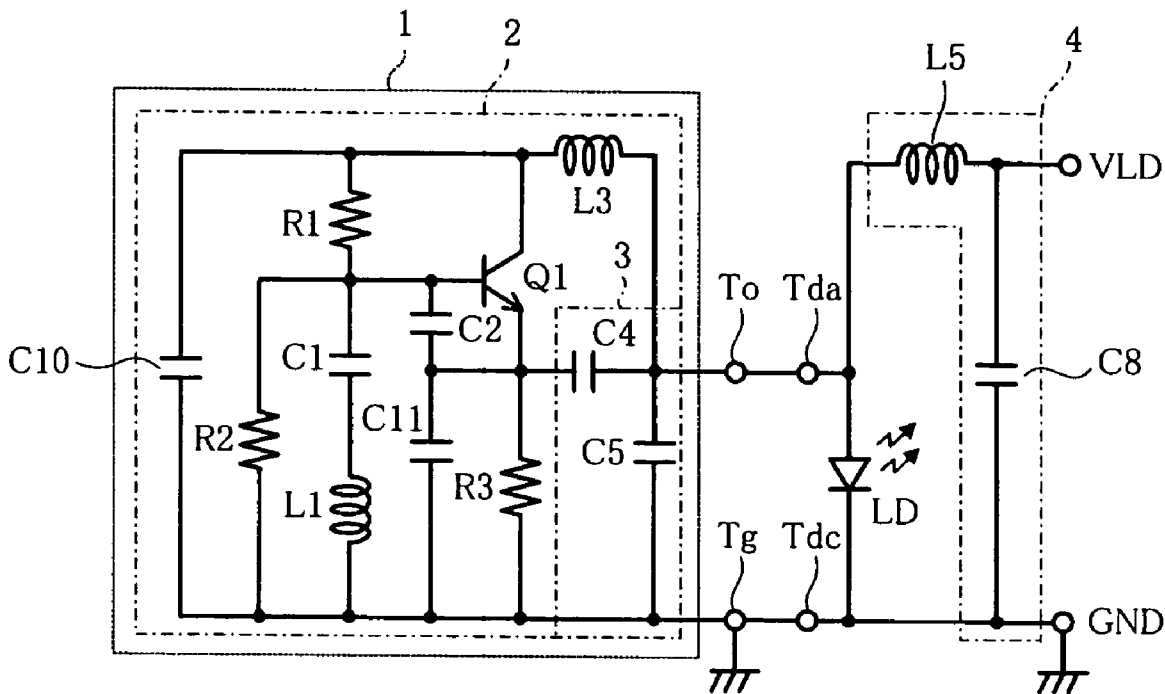 1
2
L5
4
VLD
L3
R1
3
Q1
To
Tda
C2
C4
C10
C1
C8
C11
R2
C5
R3
L1
LD
Tg
Tdc
GND